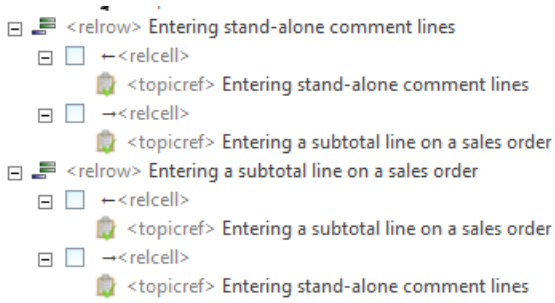 <relrow> Entering stand-alone comment lines
←<relcell>
<topicref> Entering stand-alone comment lines
→<relcell>
<topicref> Entering a subtotal line on a sales order
<relrow> Entering a subtotal line on a sales order
←<relcell>
<topicref> Entering a subtotal line on a sales order
→<relcell>
<topicref> Entering stand-alone comment lines